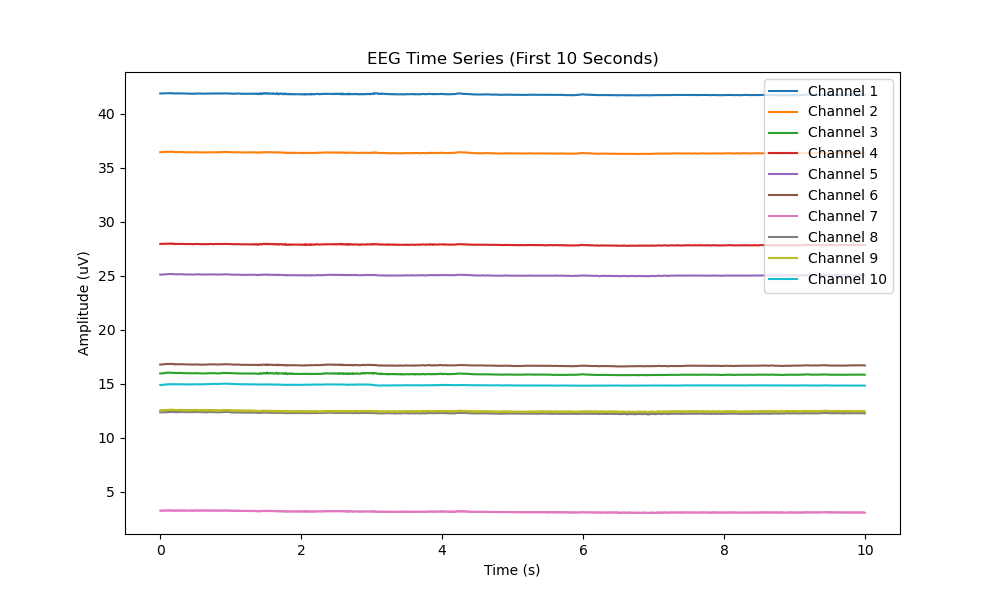 EEG Time Series (First 10 Seconds)
Amplitude (uV)
40
35
30
25
20
15
10
5
0 2 4 6 8 10
Time (s)
Channel 1
Channel 2
Channel 3
Channel 4
Channel 5
Channel 6
Channel 7
Channel 8
Channel 9
Channel 10